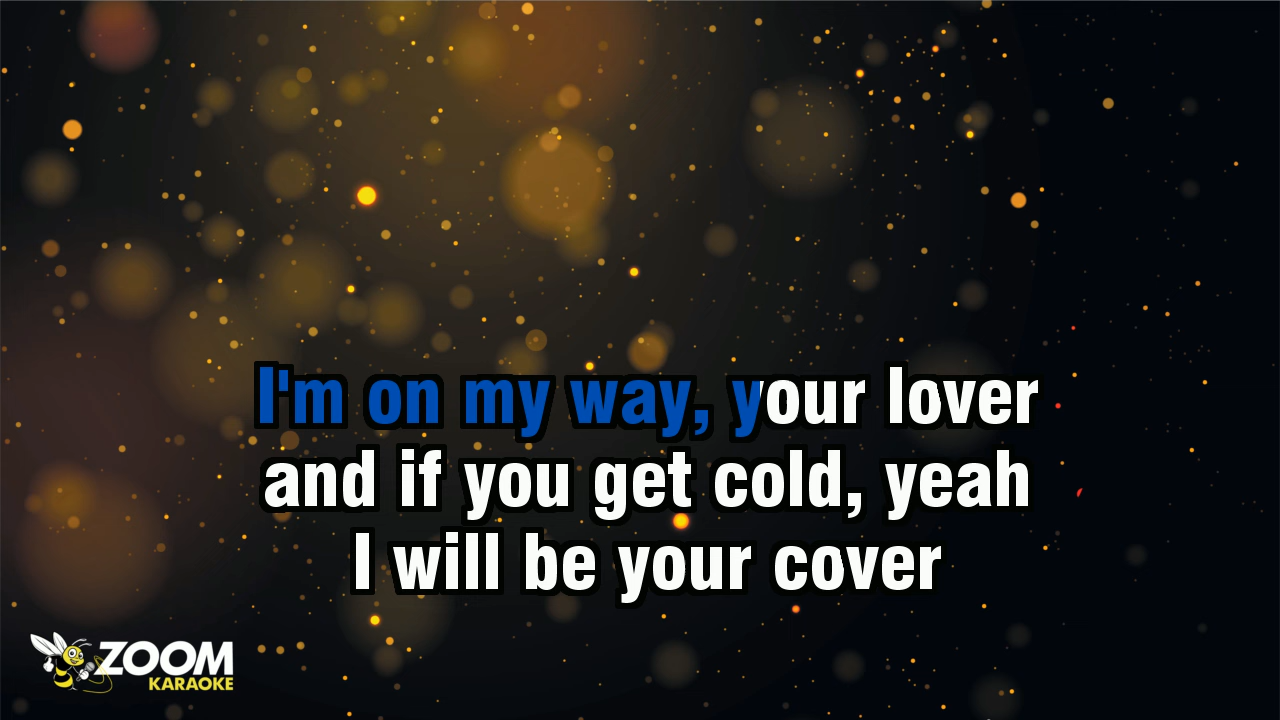 I'm on my way, your lover
and if you get cold, yeah
I will be your cover
ZOOM
KARAOKE